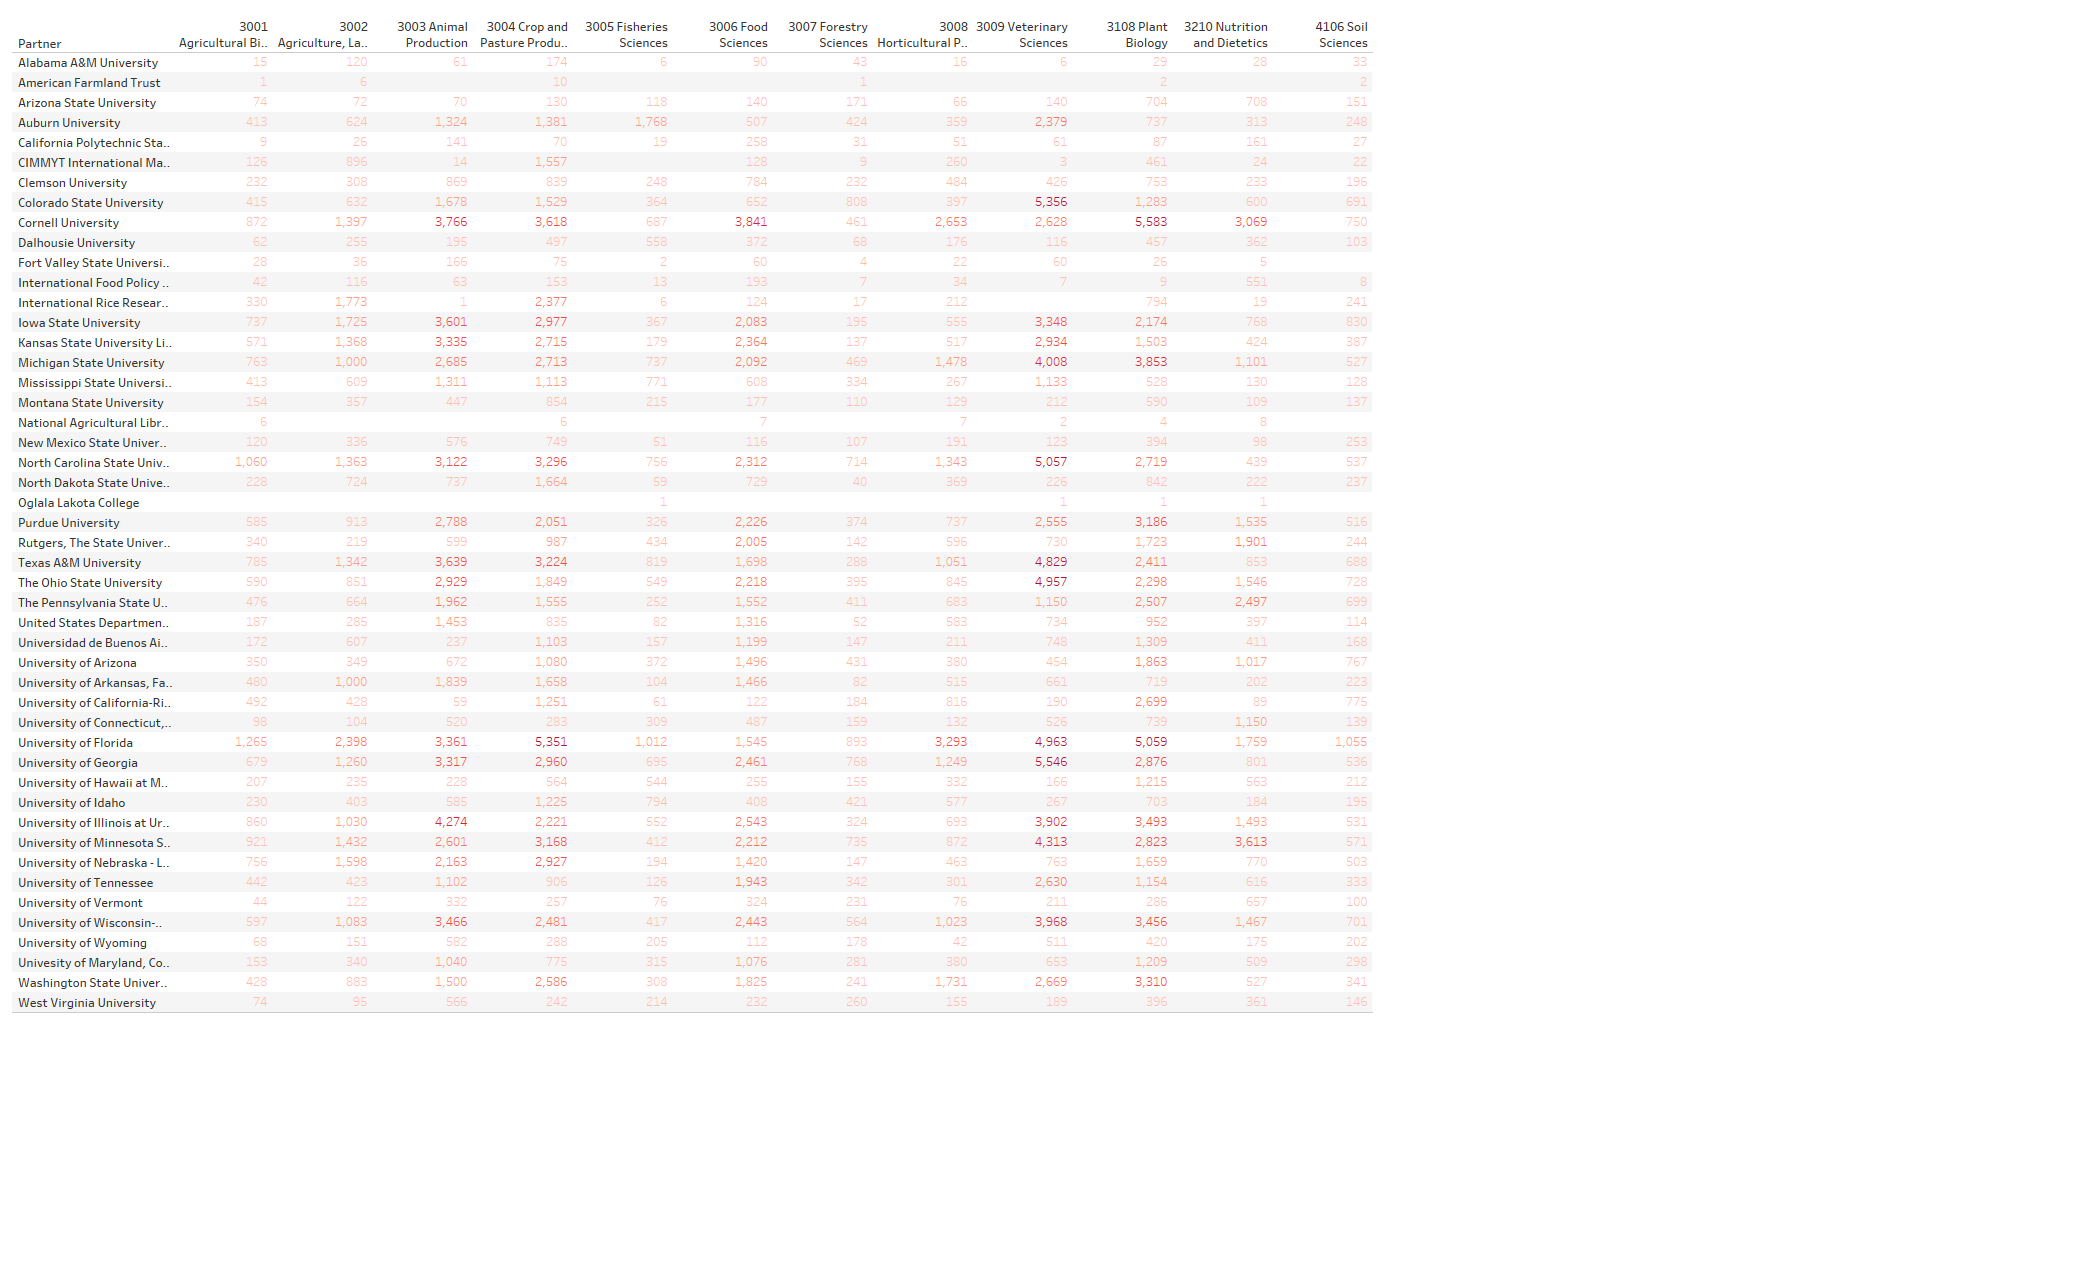 3001 3002 3003 Animal 3004 Crop and 3005 Fisheries 3006 Food 3007 Forestry 3008 3009 Veterinary 3108 Plant 3210 Nutrition 4106 Soil
Partner Agricultural Bi.. Agriculture, La.. Production Pasture Produ.. Sciences Sciences Sciences Horticultural P.. Sciences Biology and Dietetics Sciences
Alabama A&M University 15 120 61 174 6 90 43 16 6 29 28 33
American Farmland Trust 1 6 10 1 2 2
Arizona State University 74 72 70 130 118 140 171 66 140 704 708 151
Auburn University 413 624 1,324 1,381 1,768 507 424 359 2,379 737 313 248
California Polytechnic Sta.. 9 26 141 70 19 258 31 51 61 87 161 27
CIMMYT International Ma.. 126 896 14 1,557 128 9 260 3 461 24 22
Clemson University 232 308 869 839 248 784 232 484 426 753 233 196
Colorado State University 415 632 1,678 1,529 364 652 808 397 5,356 1,283 600 691
Cornell University 872 1,397 3,766 3,618 687 3,841 461 2,653 2,628 5,583 3,069 750
Dalhousie University 62 255 195 497 558 372 68 176 116 457 362 103
Fort Valley State Universi.. 28 36 166 75 2 60 4 22 60 26 5
International Food Policy .. 42 116 63 153 13 193 7 34 7 9 551 8
International Rice Resear.. 330 1,773 1 2,377 6 124 17 212 794 19 241
Iowa State University 737 1,725 3,601 2,977 367 2,083 195 555 3,348 2,174 768 830
Kansas State University Li.. 571 1,368 3,335 2,715 179 2,364 137 517 2,934 1,503 424 387
Michigan State University 763 1,000 2,685 2,713 737 2,092 469 1,478 4,008 3,853 1,101 527
Mississippi State Universi.. 413 609 1,311 1,113 771 608 334 267 1,133 528 130 128
Montana State University 154 357 447 854 215 177 110 129 212 590 109 137
National Agricultural Libr.. 6 6 7 7 2 4 8
New Mexico State Univer.. 120 336 576 749 51 116 107 191 123 394 98 253
North Carolina State Univ.. 1,060 1,363 3,122 3,296 756 2,312 714 1,343 5,057 2,719 439 537
North Dakota State Unive.. 228 724 737 1,664 59 729 40 369 226 842 222 237
Oglala Lakota College 1 1 1 1
Purdue University 585 913 2,788 2,051 326 2,226 374 737 2,555 3,186 1,535 516
Rutgers, The State Univer.. 340 219 599 987 434 2,005 142 596 730 1,723 1,901 244
Texas A&M University 785 1,342 3,639 3,224 819 1,698 288 1,051 4,829 2,411 853 688
The Ohio State University 590 851 2,929 1,849 549 2,218 395 845 4,957 2,298 1,546 728
The Pennsylvania State U.. 476 664 1,962 1,555 252 1,552 411 683 1,150 2,507 2,497 699
United States Departmen.. 187 285 1,453 835 82 1,316 52 583 734 952 397 114
Universidad de Buenos Ai.. 172 607 237 1,103 157 1,199 147 211 748 1,309 411 168
University of Arizona 350 349 672 1,080 372 1,496 431 380 454 1,863 1,017 767
University of Arkansas, Fa.. 480 1,000 1,839 1,658 104 1,466 82 515 661 719 202 223
University of California-Ri.. 492 428 59 1,251 61 122 184 816 190 2,699 89 775
University of Connecticut,.. 98 104 520 283 309 487 159 132 526 739 1,150 139
University of Florida 1,265 2,398 3,361 5,351 1,012 1,545 893 3,293 4,963 5,059 1,759 1,055
University of Georgia 679 1,260 3,317 2,960 695 2,461 768 1,249 5,546 2,876 801 536
University of Hawaii at M.. 207 235 228 564 544 255 155 332 166 1,215 563 212
University of Idaho 230 403 585 1,225 794 408 421 577 267 703 184 195
University of Illinois at Ur.. 860 1,030 4,274 2,221 552 2,543 324 693 3,902 3,493 1,493 531
University of Minnesota S.. 921 1,432 2,601 3,168 412 2,212 735 872 4,313 2,823 3,613 571
University of Nebraska - L.. 756 1,598 2,163 2,927 194 1,420 147 463 763 1,659 770 503
University of Tennessee 442 423 1,102 906 126 1,943 342 301 2,630 1,154 616 333
University of Vermont 44 122 332 257 76 324 231 76 211 286 657 100
University of Wisconsin-.. 597 1,083 3,466 2,481 417 2,443 564 1,023 3,968 3,456 1,467 701
University of Wyoming 68 151 582 288 205 112 178 42 511 420 175 202
Univesity of Maryland, Co.. 153 340 1,040 775 315 1,076 281 380 653 1,209 509 298
Washington State Univer.. 428 883 1,500 2,586 308 1,825 241 1,731 2,669 3,310 527 341
West Virginia University 74 95 566 242 214 232 260 155 189 396 361 146